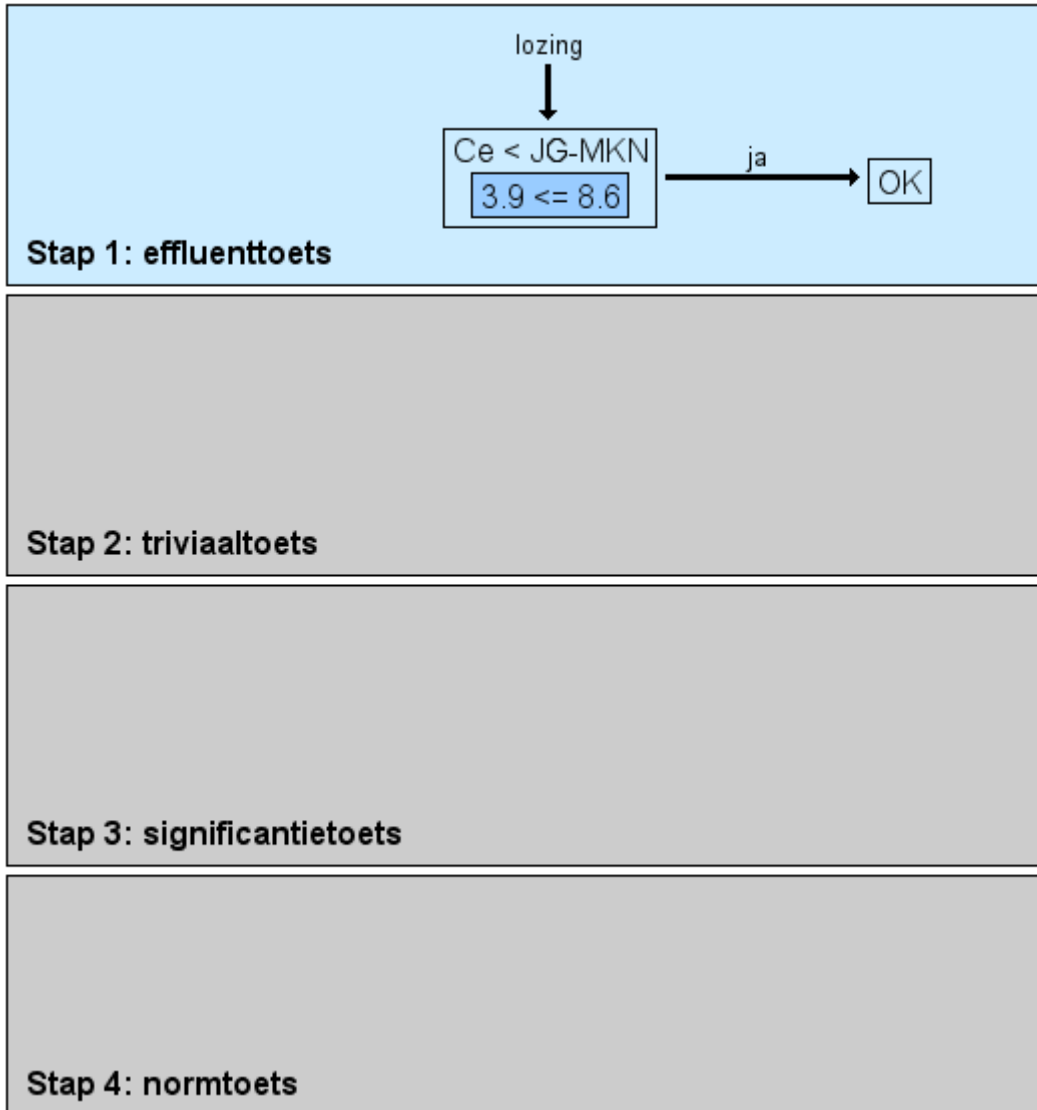 lozing
Ce < JG-MKN
3.9 <= 8.6
ja
OK
Stap 1: effluenttoets
Stap 2: triviaaltoets
Stap 3: significantietoets
Stap 4: normtoets